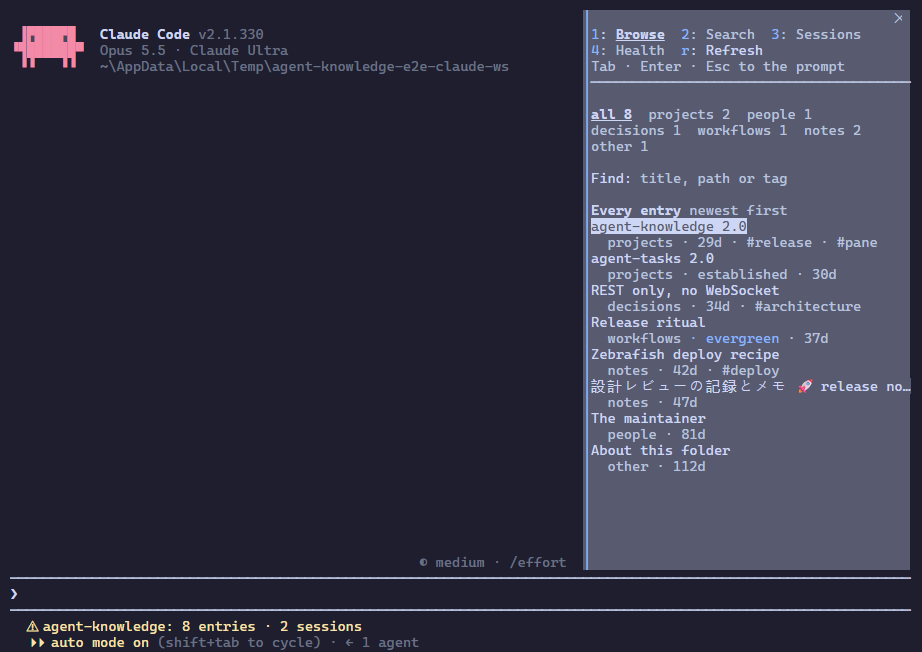 Claude Code v2.1.330
Opus 5.5 · Claude Ultra
~\AppData\Local\Temp\agent-knowledge-e2e-claude-ws
×
1: Browse  2: Search  3: Sessions
4: Health  r: Refresh
Tab · Enter · Esc to the prompt
all 8  projects 2  people 1
decisions 1  workflows 1  notes 2
other 1
Find: title, path or tag
Every entry newest first
agent-knowledge 2.0
projects · 29d · #release · #pane
agent-tasks 2.0
projects · established · 30d
REST only, no WebSocket
decisions · 34d · #architecture
Release ritual
workflows · evergreen · 37d
Zebrafish deploy recipe
notes · 42d · #deploy
設計レビューの記録とメモ 🚀 release no…
notes · 47d
The maintainer
people · 81d
About this folder
other · 112d
◐ medium · /effort
❯
⚠ agent-knowledge: 8 entries · 2 sessions
⏵⏵ auto mode on (shift+tab to cycle) · ← 1 agent